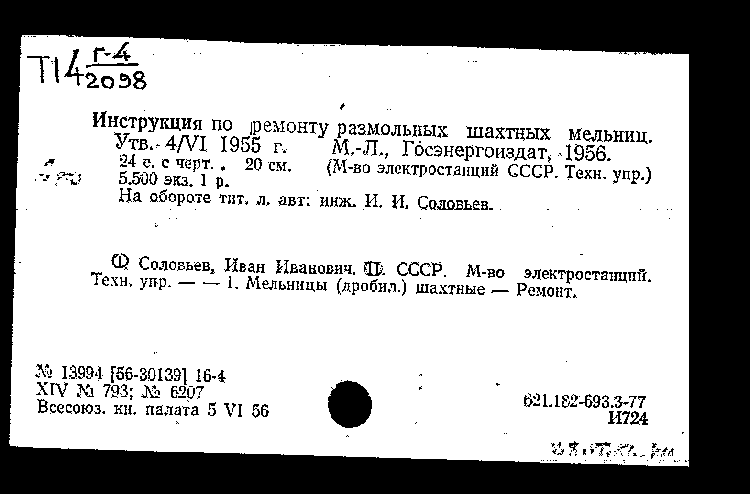 Г-4
Т14 2098
Инструкция по ремонту размольных шахтных мельниц.
Утв. 4/VI 1955 г. М.-Л., Госэнергоиздат, 1956.
24 с. с черт. 20 см. (М-во электростанций СССР. Техн. упр.)
5.500 экз. 1 р.
На обороте тит. л. авт: инж. И. И. Соловьев.
I Соловьев, Иван Иванович. II. СССР. М-во электростанций.
Техн. упр. — — 1. Мельницы (дробил.) шахтные — Ремонт.
№ 13994 [56-30139] 16-4
XIV № 793; № 6207
Всесоюз. кн. палата 5 VI 56
621.182-693.3-77
И724